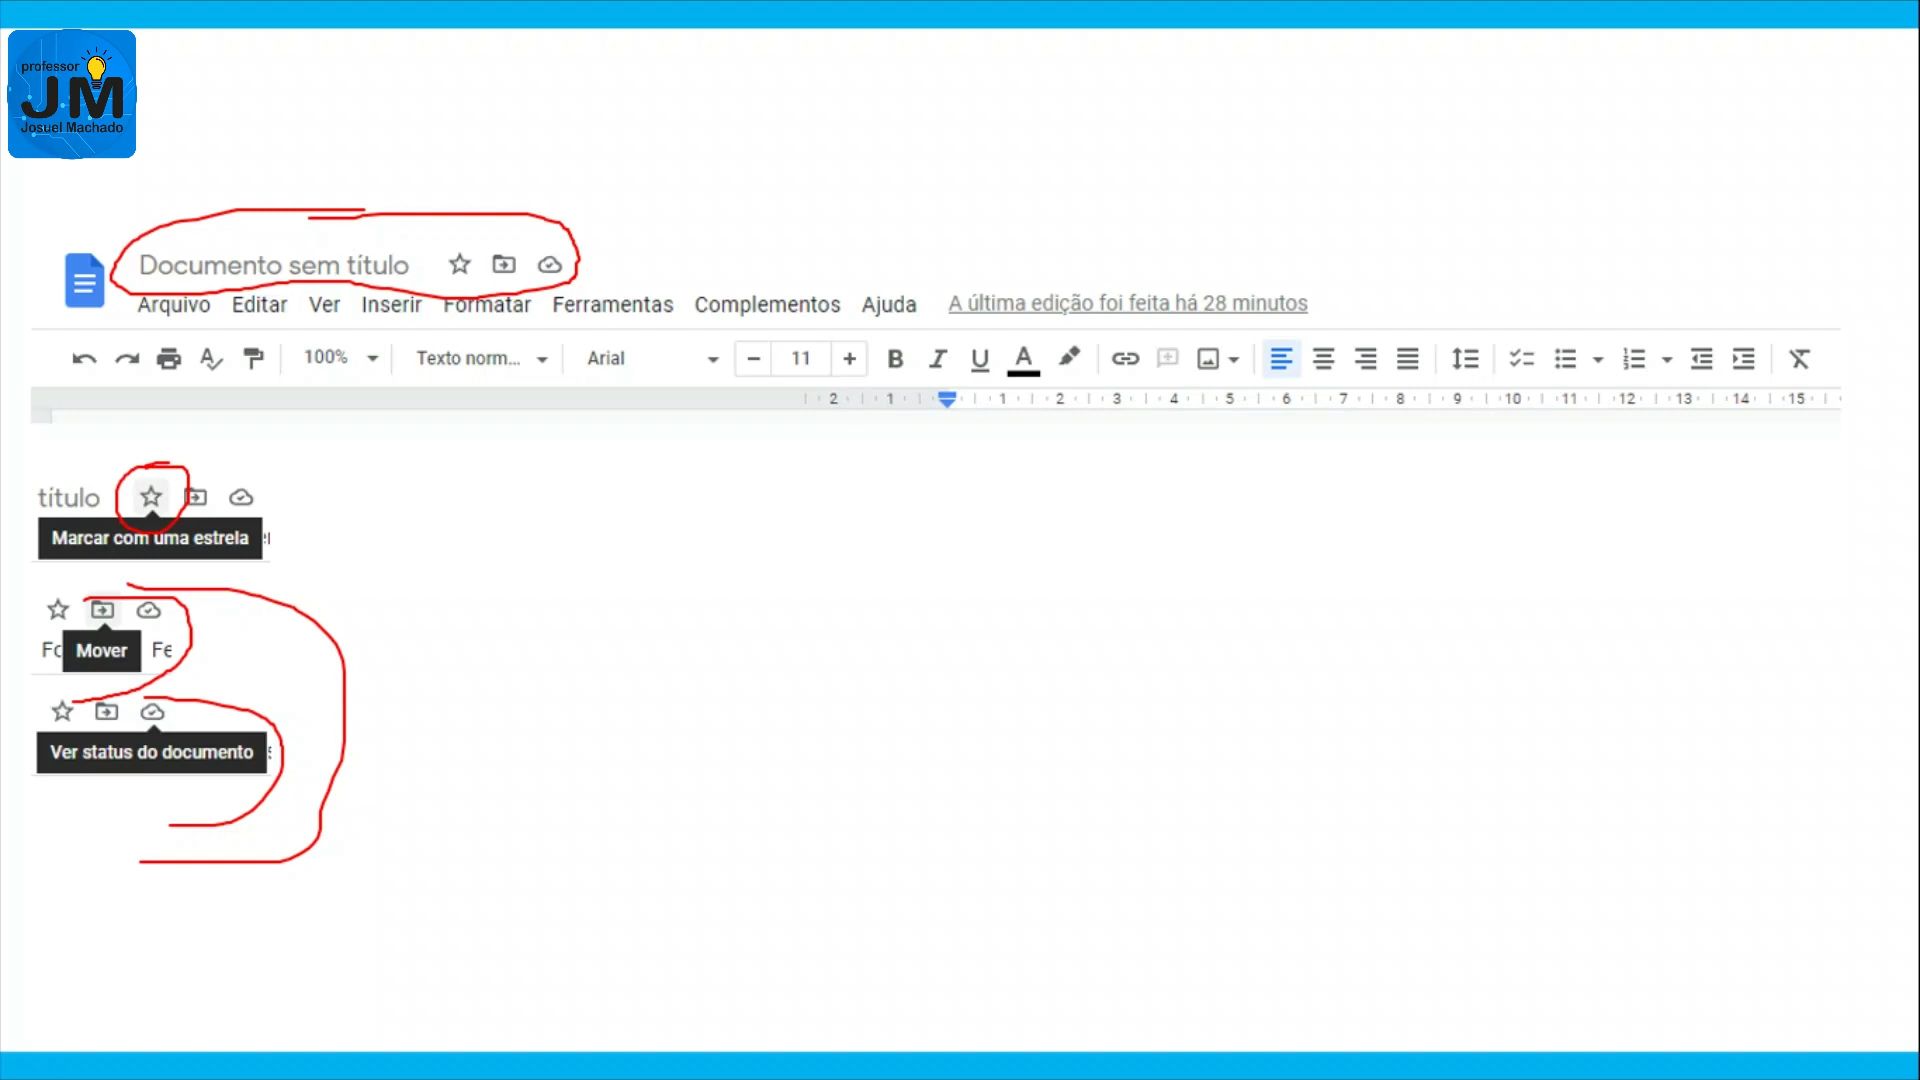 professor
JM
Josuel Machado
Documento sem título
Arquivo Editar Ver Inserir Formatar Ferramentas Complementos Ajuda A última edição foi feita há 28 minutos
100% Texto norm... Arial − 11 + B I U A
2 1 1 2 3 4 5 6 7 8 9 10 11 12 13 14 15
título
Marcar com uma estrela
Fo Mover Fe
Ver status do documento